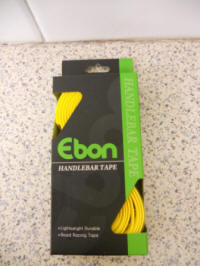 Ebon
HANDLEBAR TAPE
•Lightweight Durable
•Road Racing Tape
HANDLEBAR TAPE